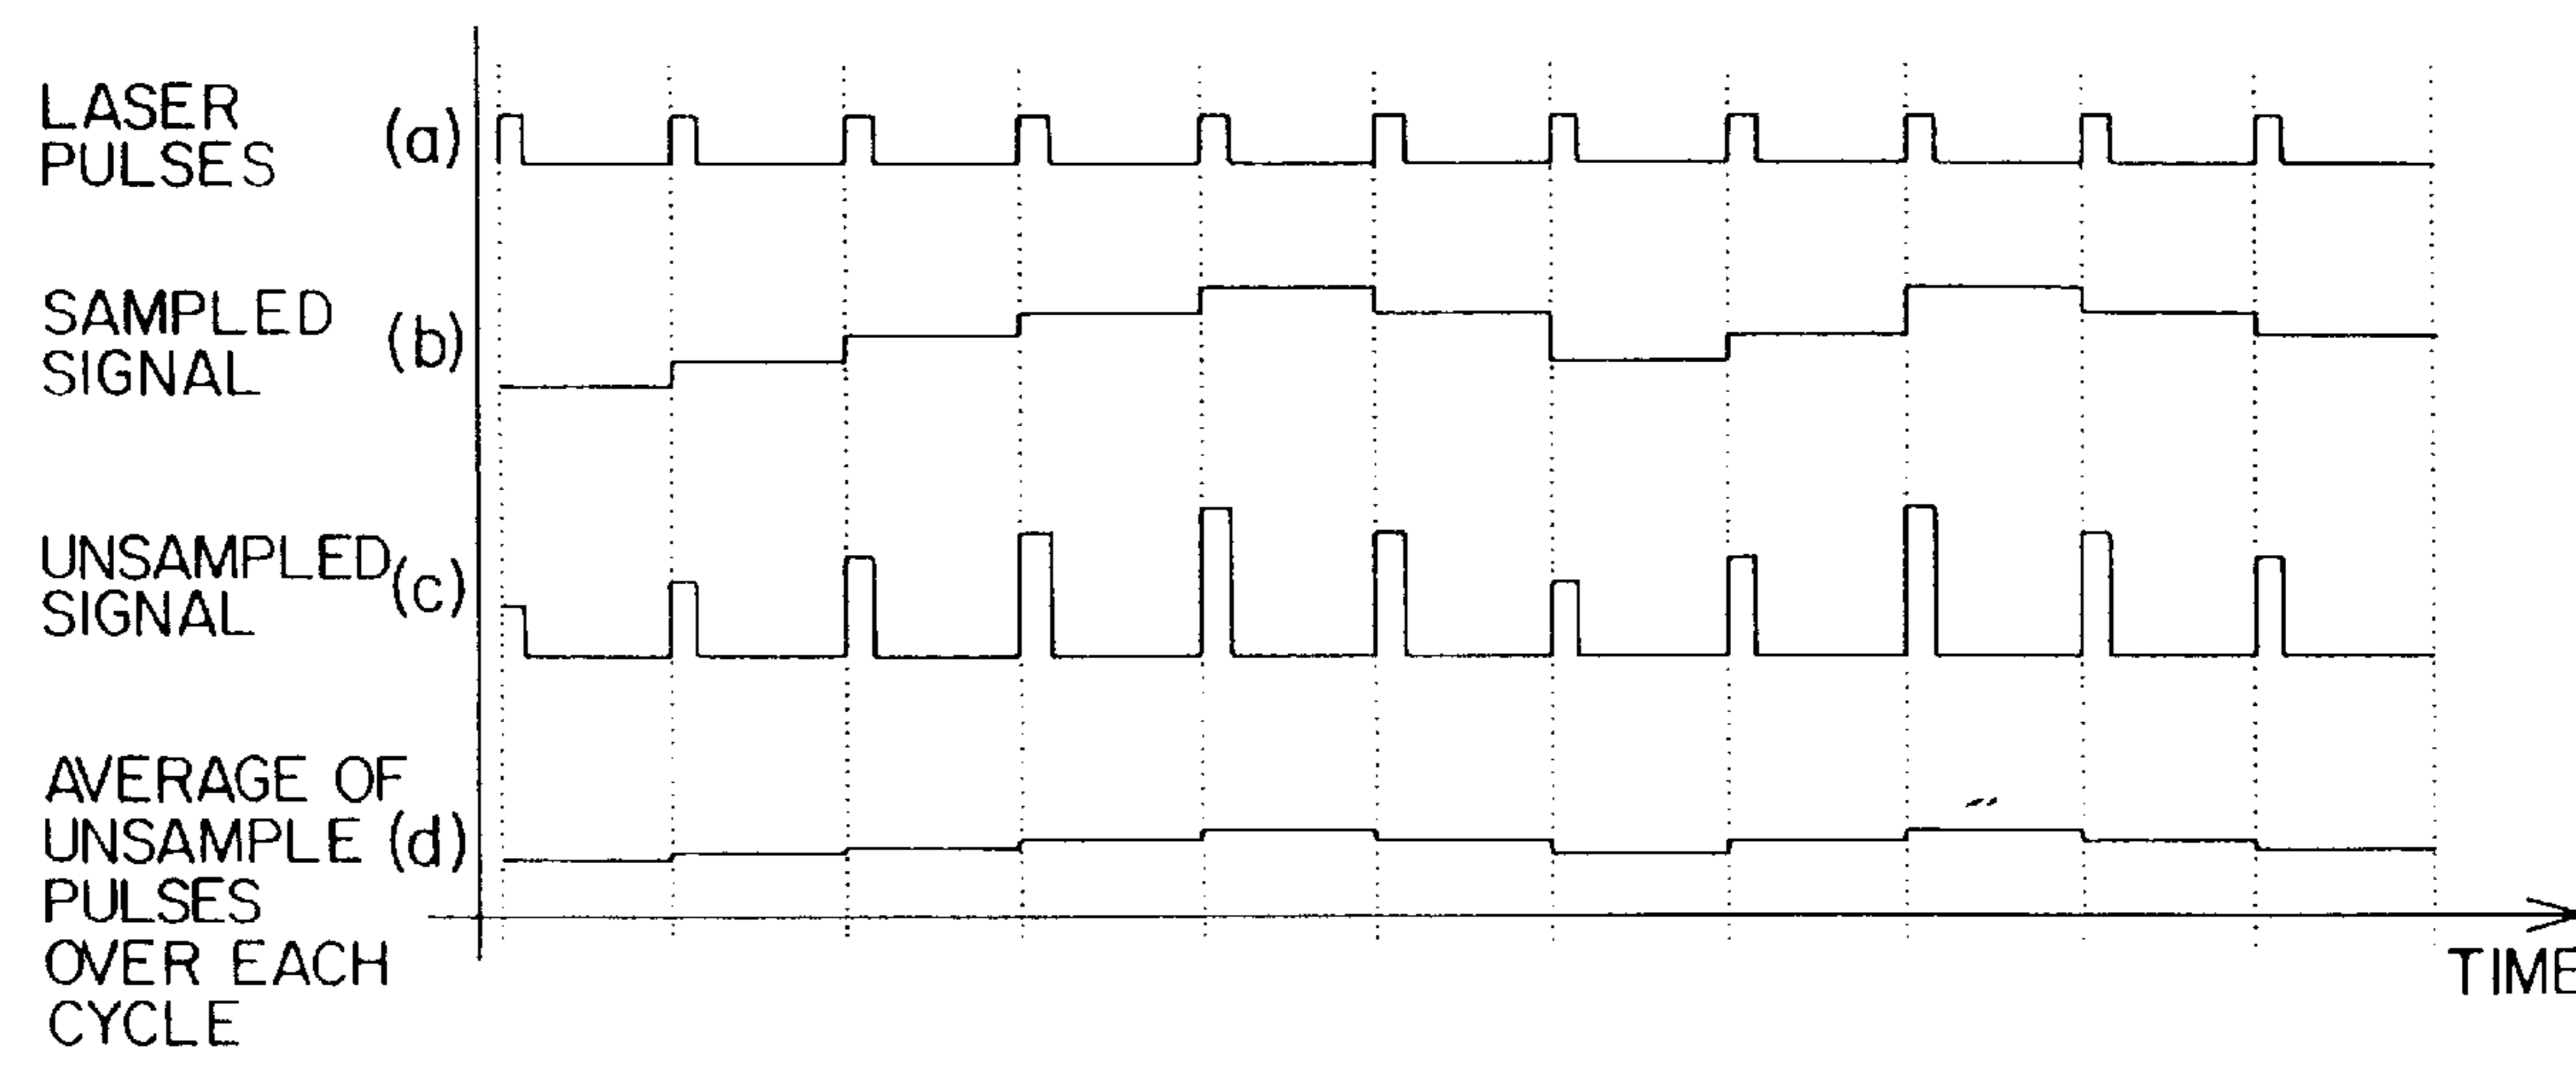 LASER
PULSES (a)
SAMPLED
SIGNAL (b)
UNSAMPLED (c)
SIGNAL
AVERAGE OF
UNSAMPLE (d)
PULSES
OVER EACH
CYCLE
TIME